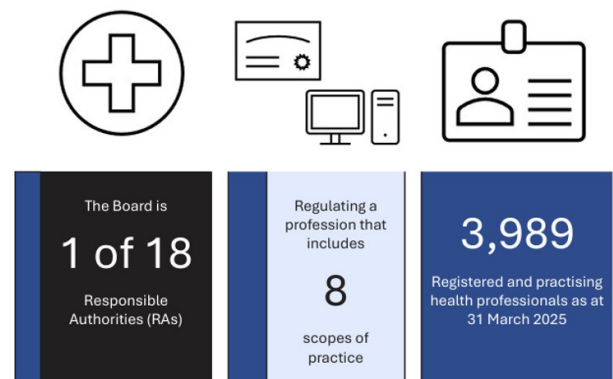 The Board is
1 of 18
Responsible
Authorities (RAs)
Regulating a
profession that
includes
8
scopes of
practice
3,989
Registered and practising
health professionals as at
31 March 2025